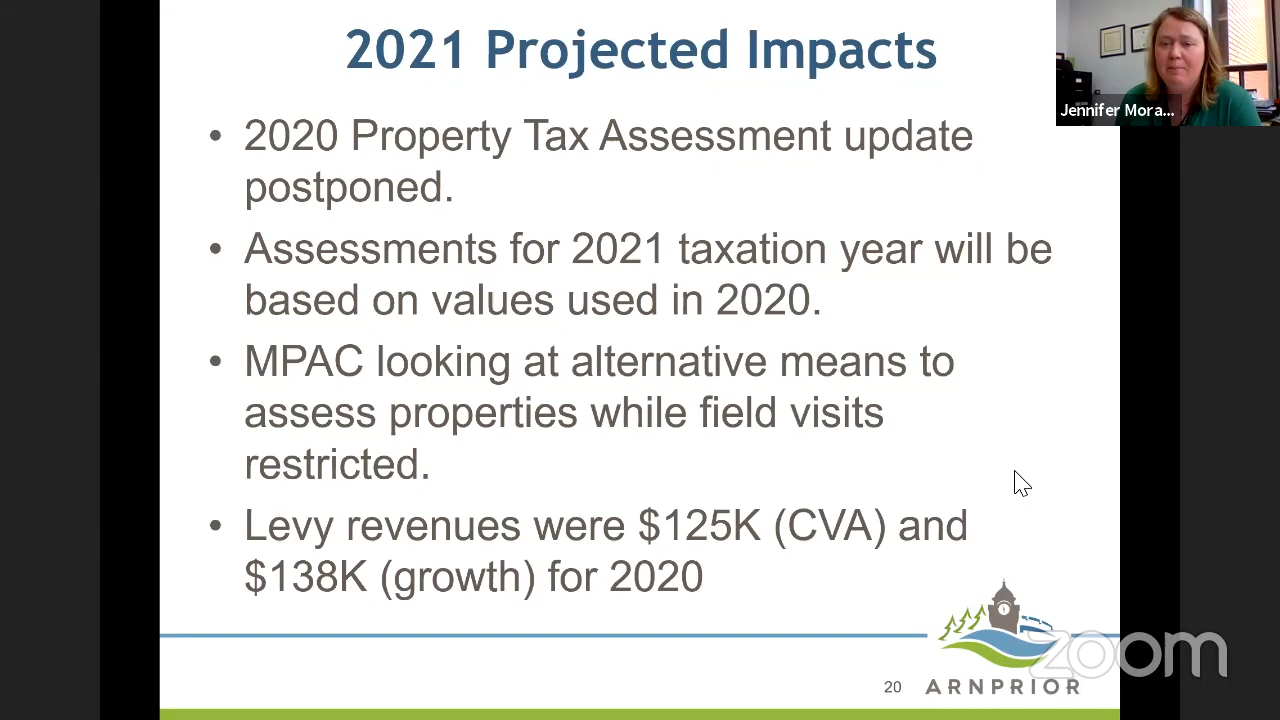 2021 Projected Impacts
Jennifer Mora...
• 2020 Property Tax Assessment update
postponed.
• Assessments for 2021 taxation year will be
based on values used in 2020.
• MPAC looking at alternative means to
assess properties while field visits
restricted.
• Levy revenues were $125K (CVA) and
$138K (growth) for 2020
zoom
20
ARNPRIOR